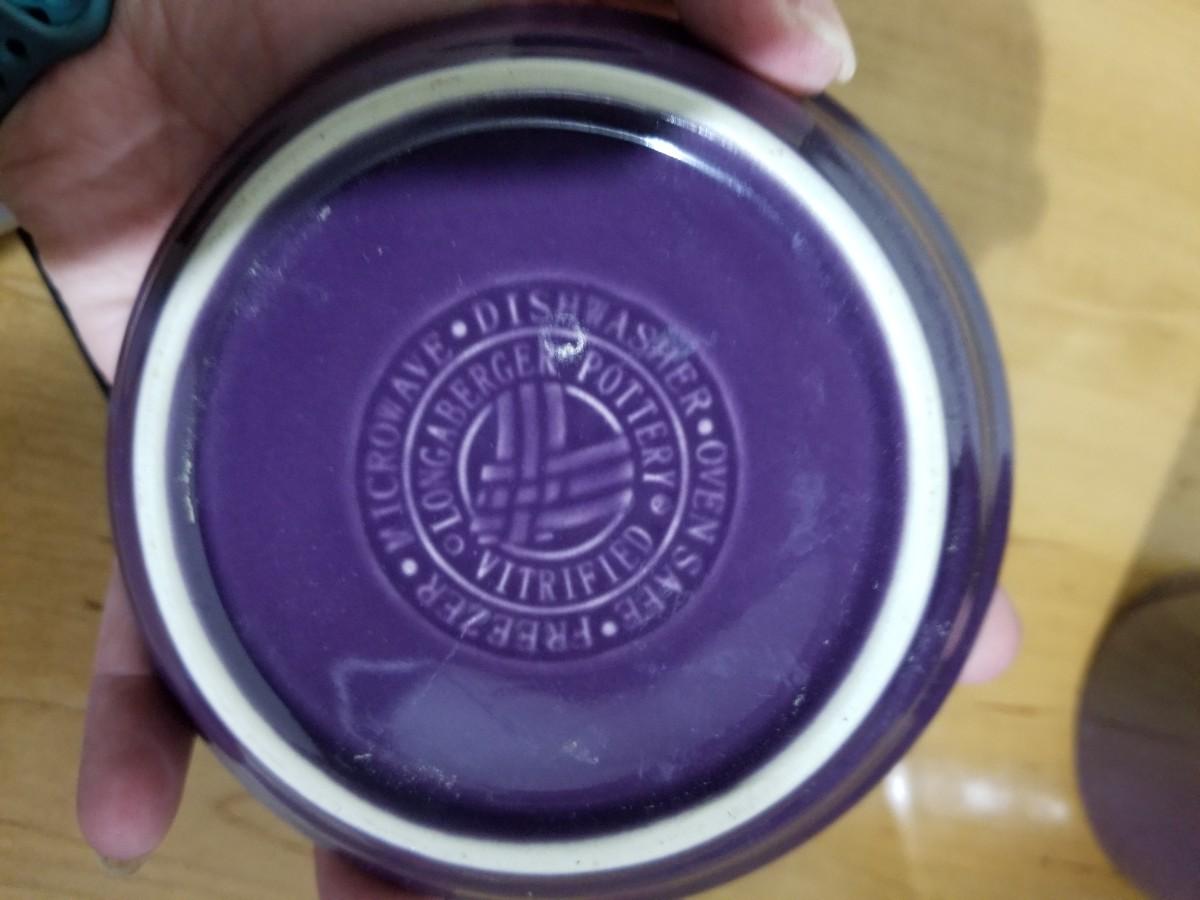 MICROWAVE • DISHWASHER • OVEN SAFE • FREEZER •
LONGABERGER POTTERY
VITRIFIED